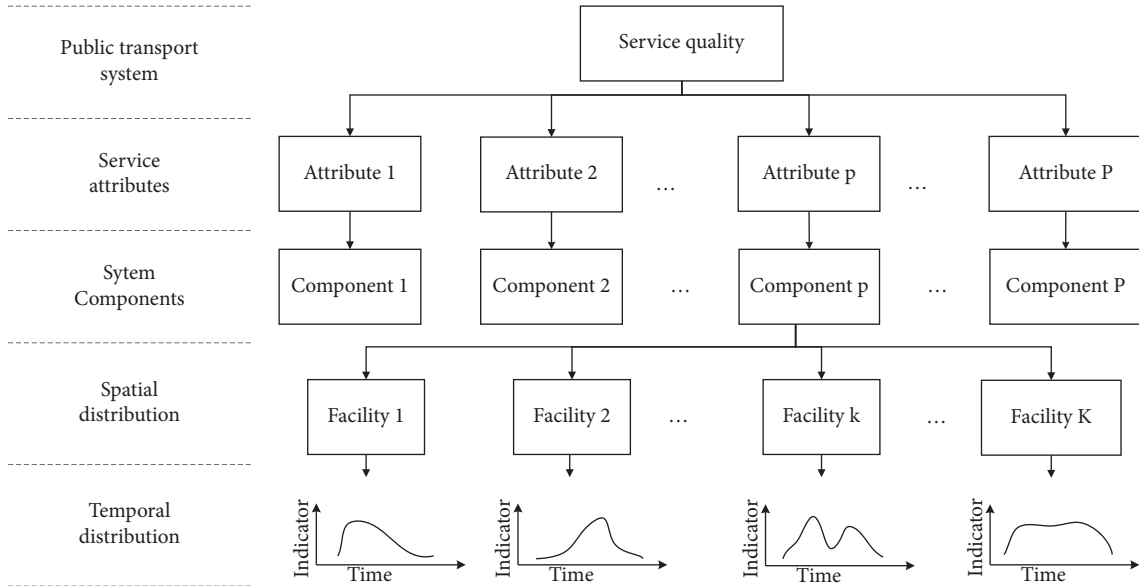 Public transport
system
Service quality
Service
attributes
Attribute 1
Attribute 2
...
Attribute p
...
Attribute P
Sytem
Components
Component 1
Component 2
...
Component p
...
Component P
Spatial
distribution
Facility 1
Facility 2
...
Facility k
...
Facility K
Temporal
distribution
Indicator
Time
Indicator
Time
Indicator
Time
Indicator
Time